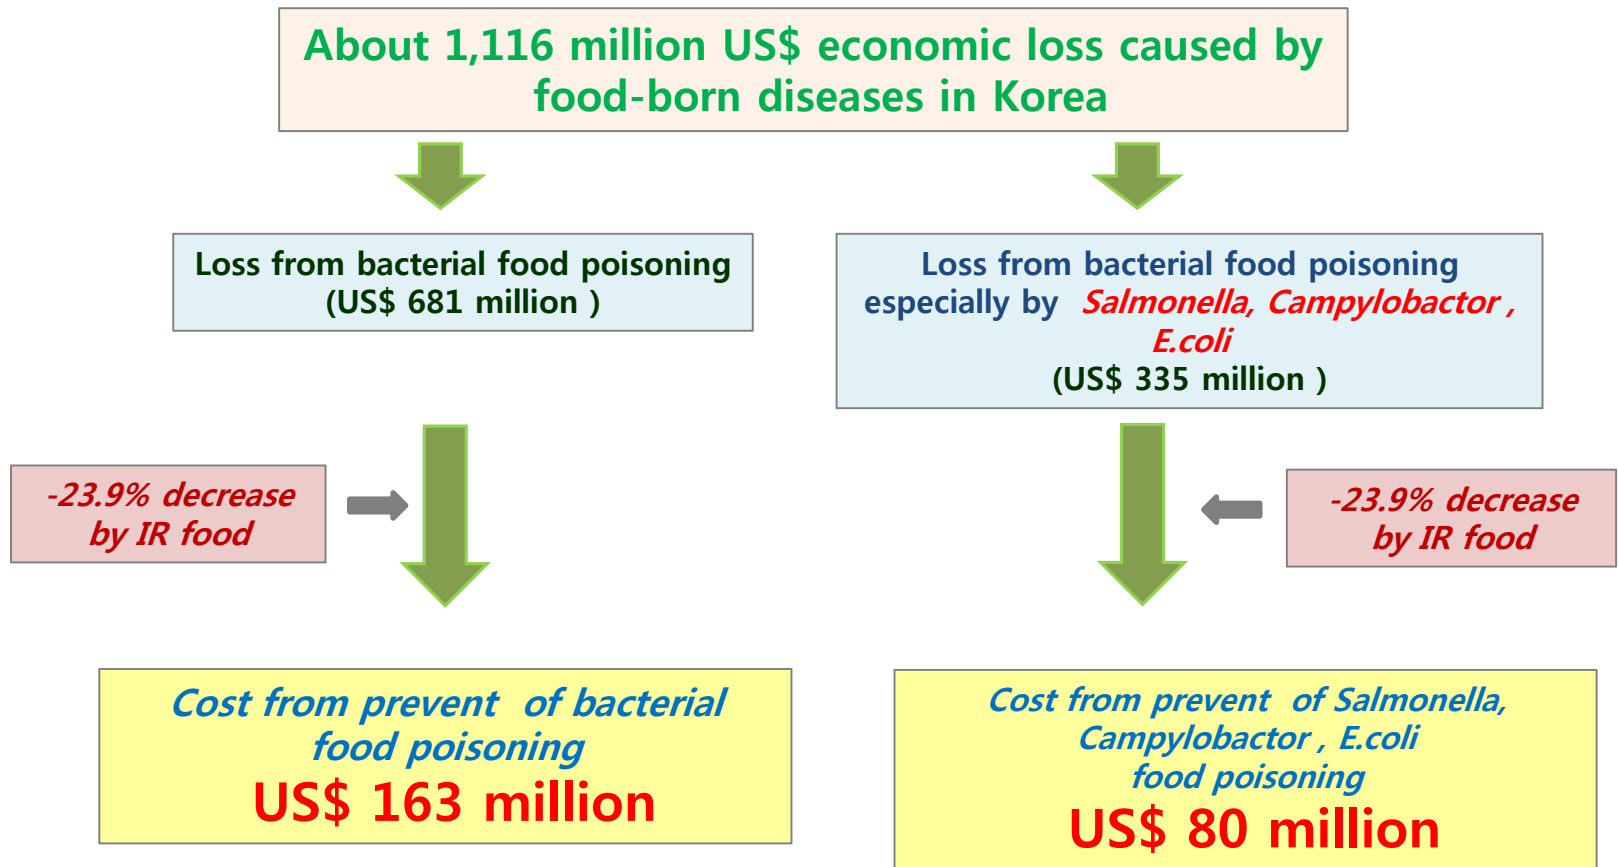 About 1,116 million US$ economic loss caused by
food-born diseases in Korea
Loss from bacterial food poisoning
(US$ 681 million )
Loss from bacterial food poisoning
especially by Salmonella, Campylobactor ,
E.coli
(US$ 335 million )
-23.9% decrease
by IR food
-23.9% decrease
by IR food
Cost from prevent of bacterial
food poisoning
US$ 163 million
Cost from prevent of Salmonella,
Campylobactor , E.coli
food poisoning
US$ 80 million